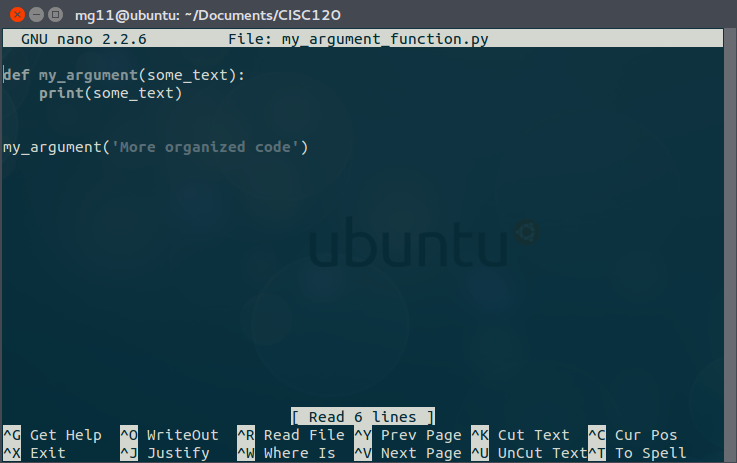 mg11@ubuntu: ~/Documents/CISC120
GNU nano 2.2.6 File: my_argument_function.py
def my_argument(some_text):
    print(some_text)
my_argument('More organized code')
ubuntu
[ Read 6 lines ]
^G Get Help ^O WriteOut ^R Read File ^Y Prev Page ^K Cut Text ^C Cur Pos
^X Exit ^J Justify ^W Where Is ^V Next Page ^U UnCut Text ^T To Spell